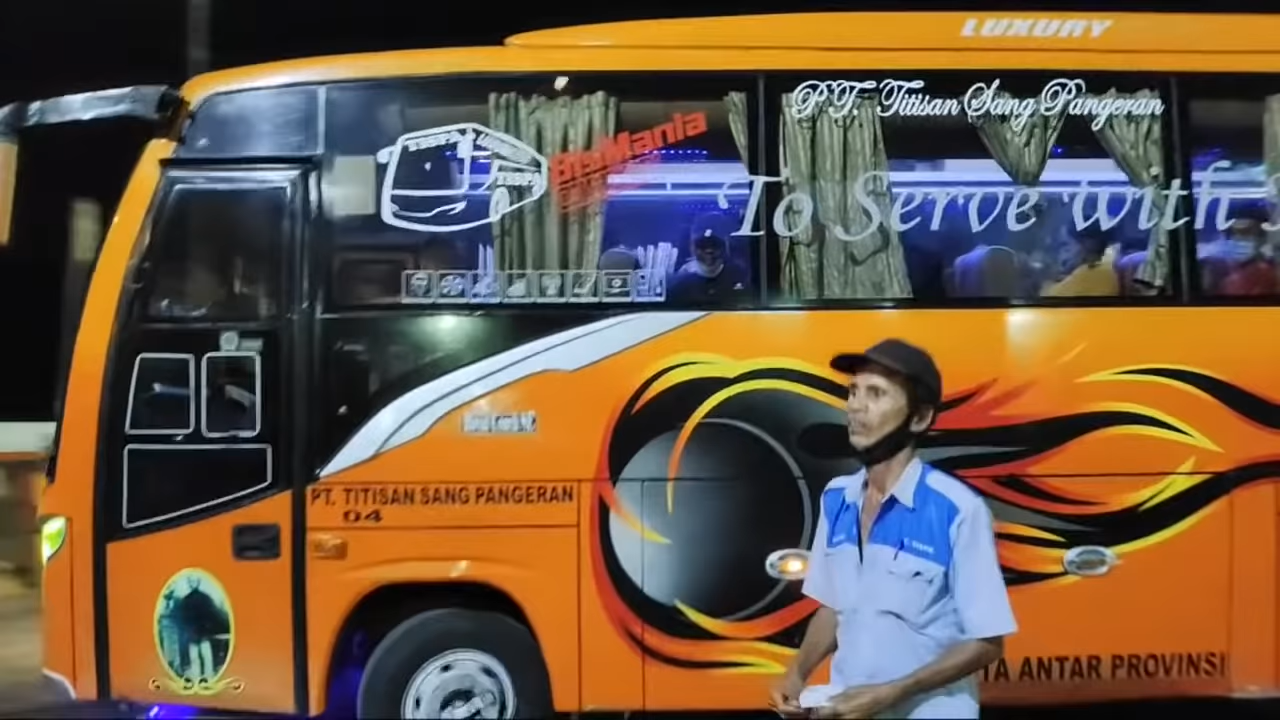 LUXURY
PT. Titisan Sang Pangeran
BisMania
To Serve with
PT. TITISAN SANG PANGERAN
04
TA ANTAR PROVINSI